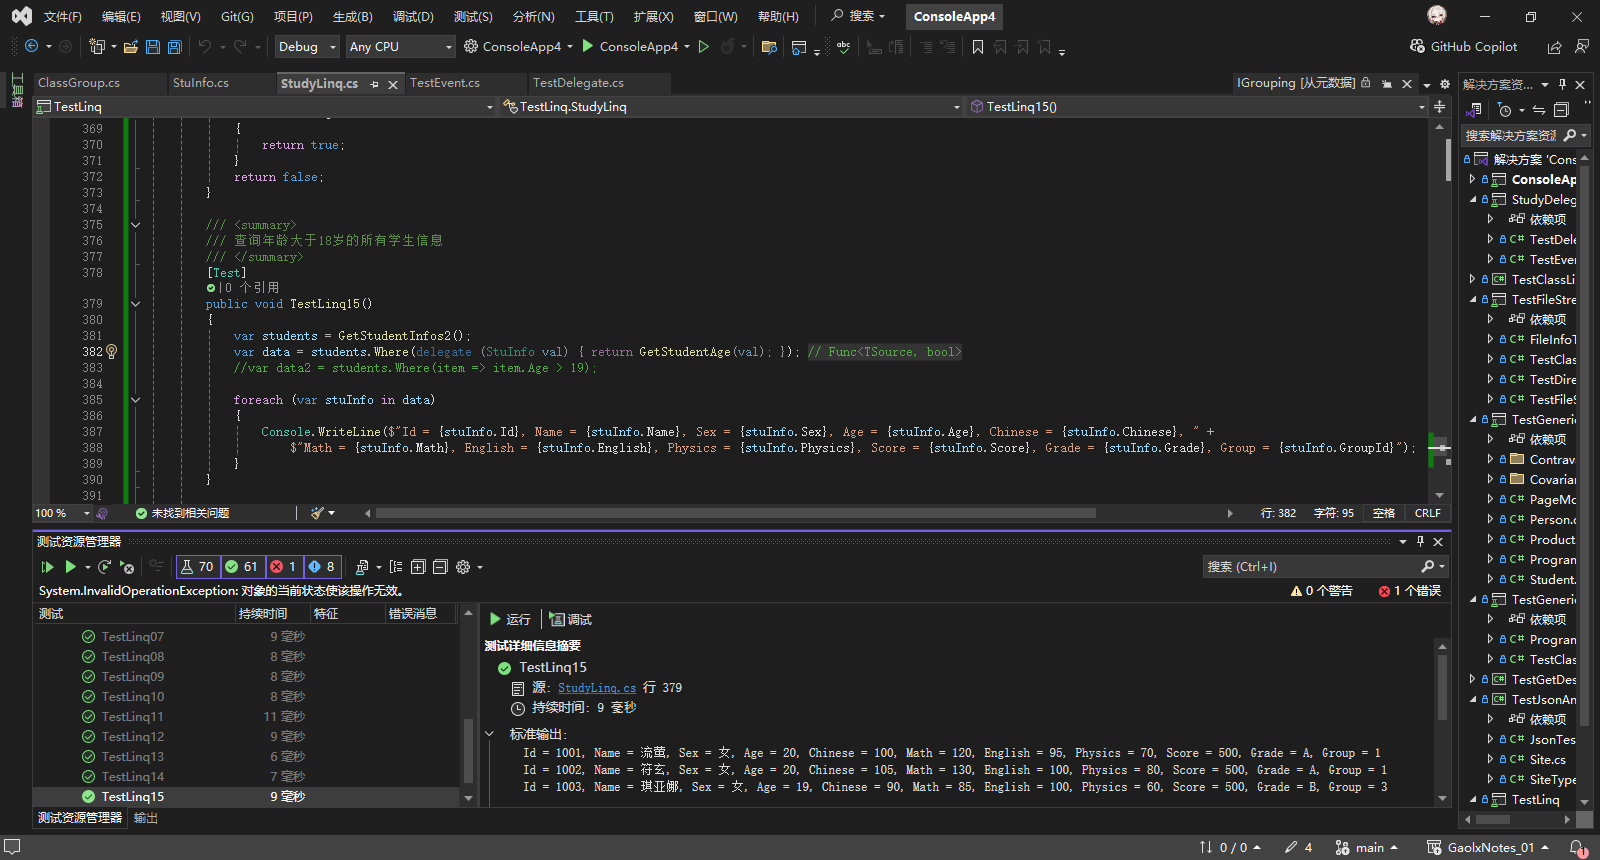 文件(F) 编辑(E) 视图(V) Git(G) 项目(P) 生成(B) 调试(D) 测试(S) 分析(N) 工具(T) 扩展(X) 窗口(W) 帮助(H) 搜索 ConsoleApp4
Debug Any CPU ConsoleApp4 ConsoleApp4 GitHub Copilot
工具箱
ClassGroup.cs StuInfo.cs StudyLinq.cs TestEvent.cs TestDelegate.cs IGrouping [从元数据]
TestLinq TestLinq.StudyLinq TestLinq15()
369 {
370 return true;
371 }
372 return false;
373 }
374
375 /// <summary>
376 /// 查询年龄大于18岁的所有学生信息
377 /// </summary>
378 [Test]
|0 个引用
379 public void TestLinq15()
380 {
381 var students = GetStudentInfos2();
382 var data = students.Where(delegate (StuInfo val) { return GetStudentAge(val); }); // Func<TSource, bool>
383 //var data2 = students.Where(item => item.Age > 19);
384
385 foreach (var stuInfo in data)
386 {
387 Console.WriteLine($"Id = {stuInfo.Id}, Name = {stuInfo.Name}, Sex = {stuInfo.Sex}, Age = {stuInfo.Age}, Chinese = {stuInfo.Chinese}, " +
388 $"Math = {stuInfo.Math}, English = {stuInfo.English}, Physics = {stuInfo.Physics}, Score = {stuInfo.Score}, Grade = {stuInfo.Grade}, Group = {stuInfo.GroupId}");
389 }
390 }
391
100 % 未找到相关问题 行: 382 字符: 95 空格 CRLF
测试资源管理器
70 61 1 8 搜索 (Ctrl+I)
System.InvalidOperationException: 对象的当前状态使该操作无效。 0 个警告 1 个错误
测试 持续时间 特征 错误消息
TestLinq07 9 毫秒
TestLinq08 8 毫秒
TestLinq09 8 毫秒
TestLinq10 8 毫秒
TestLinq11 11 毫秒
TestLinq12 9 毫秒
TestLinq13 6 毫秒
TestLinq14 7 毫秒
TestLinq15 9 毫秒
运行 调试
测试详细信息摘要
TestLinq15
源: StudyLinq.cs 行 379
持续时间: 9 毫秒
标准输出:
Id = 1001, Name = 流萤, Sex = 女, Age = 20, Chinese = 100, Math = 120, English = 95, Physics = 70, Score = 500, Grade = A, Group = 1
Id = 1002, Name = 符玄, Sex = 女, Age = 20, Chinese = 105, Math = 130, English = 100, Physics = 80, Score = 500, Grade = A, Group = 1
Id = 1003, Name = 琪亚娜, Sex = 女, Age = 19, Chinese = 90, Math = 85, English = 100, Physics = 60, Score = 500, Grade = B, Group = 3
测试资源管理器 输出
解决方案资...
搜索解决方案资源
解决方案 'Cons
ConsoleAp
StudyDeleg
依赖项
C# TestDele
C# TestEver
TestClassLi
TestFileStre
依赖项
C# FileInfoT
C# TestClas
C# TestDire
C# TestFileS
TestGeneric
依赖项
Contrava
Covarian
C# PageMo
C# Person.c
C# Product
C# Program
C# Student.
TestGeneric
依赖项
C# Program
C# TestClas
TestGetDes
TestJsonAn
依赖项
C# JsonTes
C# Site.cs
C# SiteType
TestLinq
0 / 0 4 main GaolxNotes_01 1